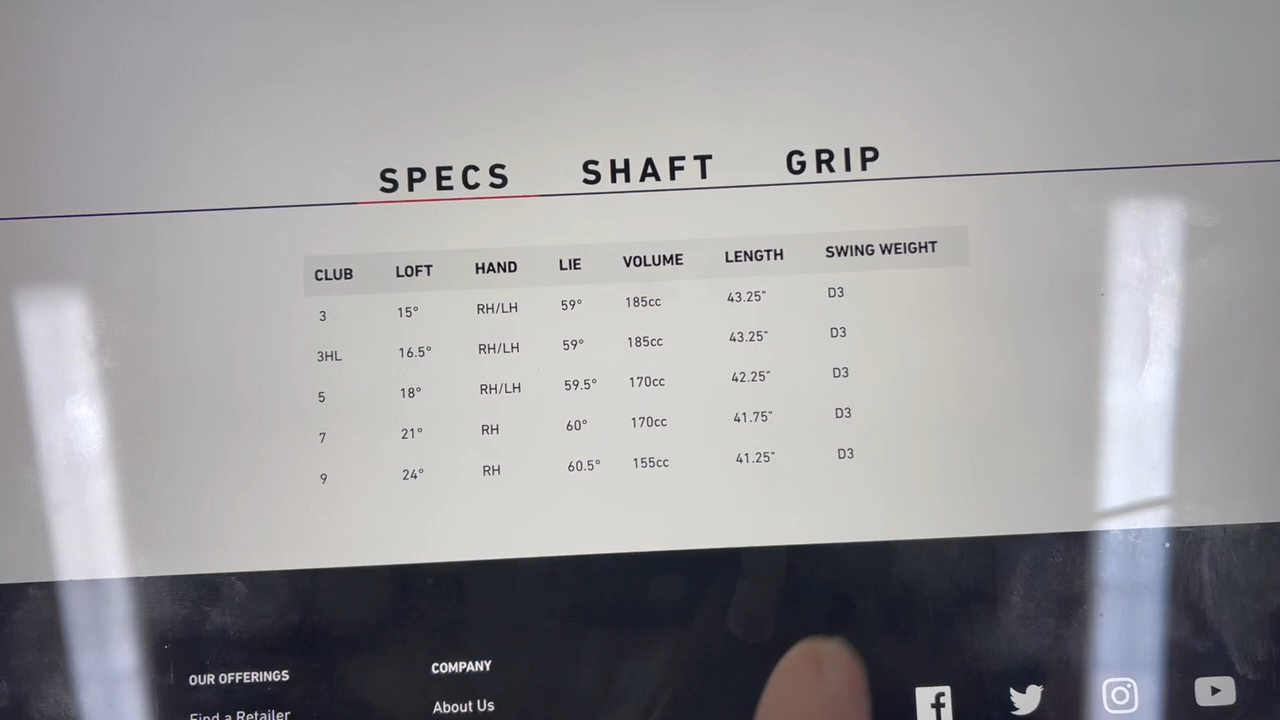 SPECS SHAFT GRIP
CLUB LOFT HAND LIE VOLUME LENGTH SWING WEIGHT
3 15° RH/LH 59° 185cc 43.25" D3
3HL 16.5° RH/LH 59° 185cc 43.25" D3
5 18° RH/LH 59.5° 170cc 42.25" D3
7 21° RH 60° 170cc 41.75" D3
9 24° RH 60.5° 155cc 41.25" D3
OUR OFFERINGS COMPANY
Find a Retailer About Us